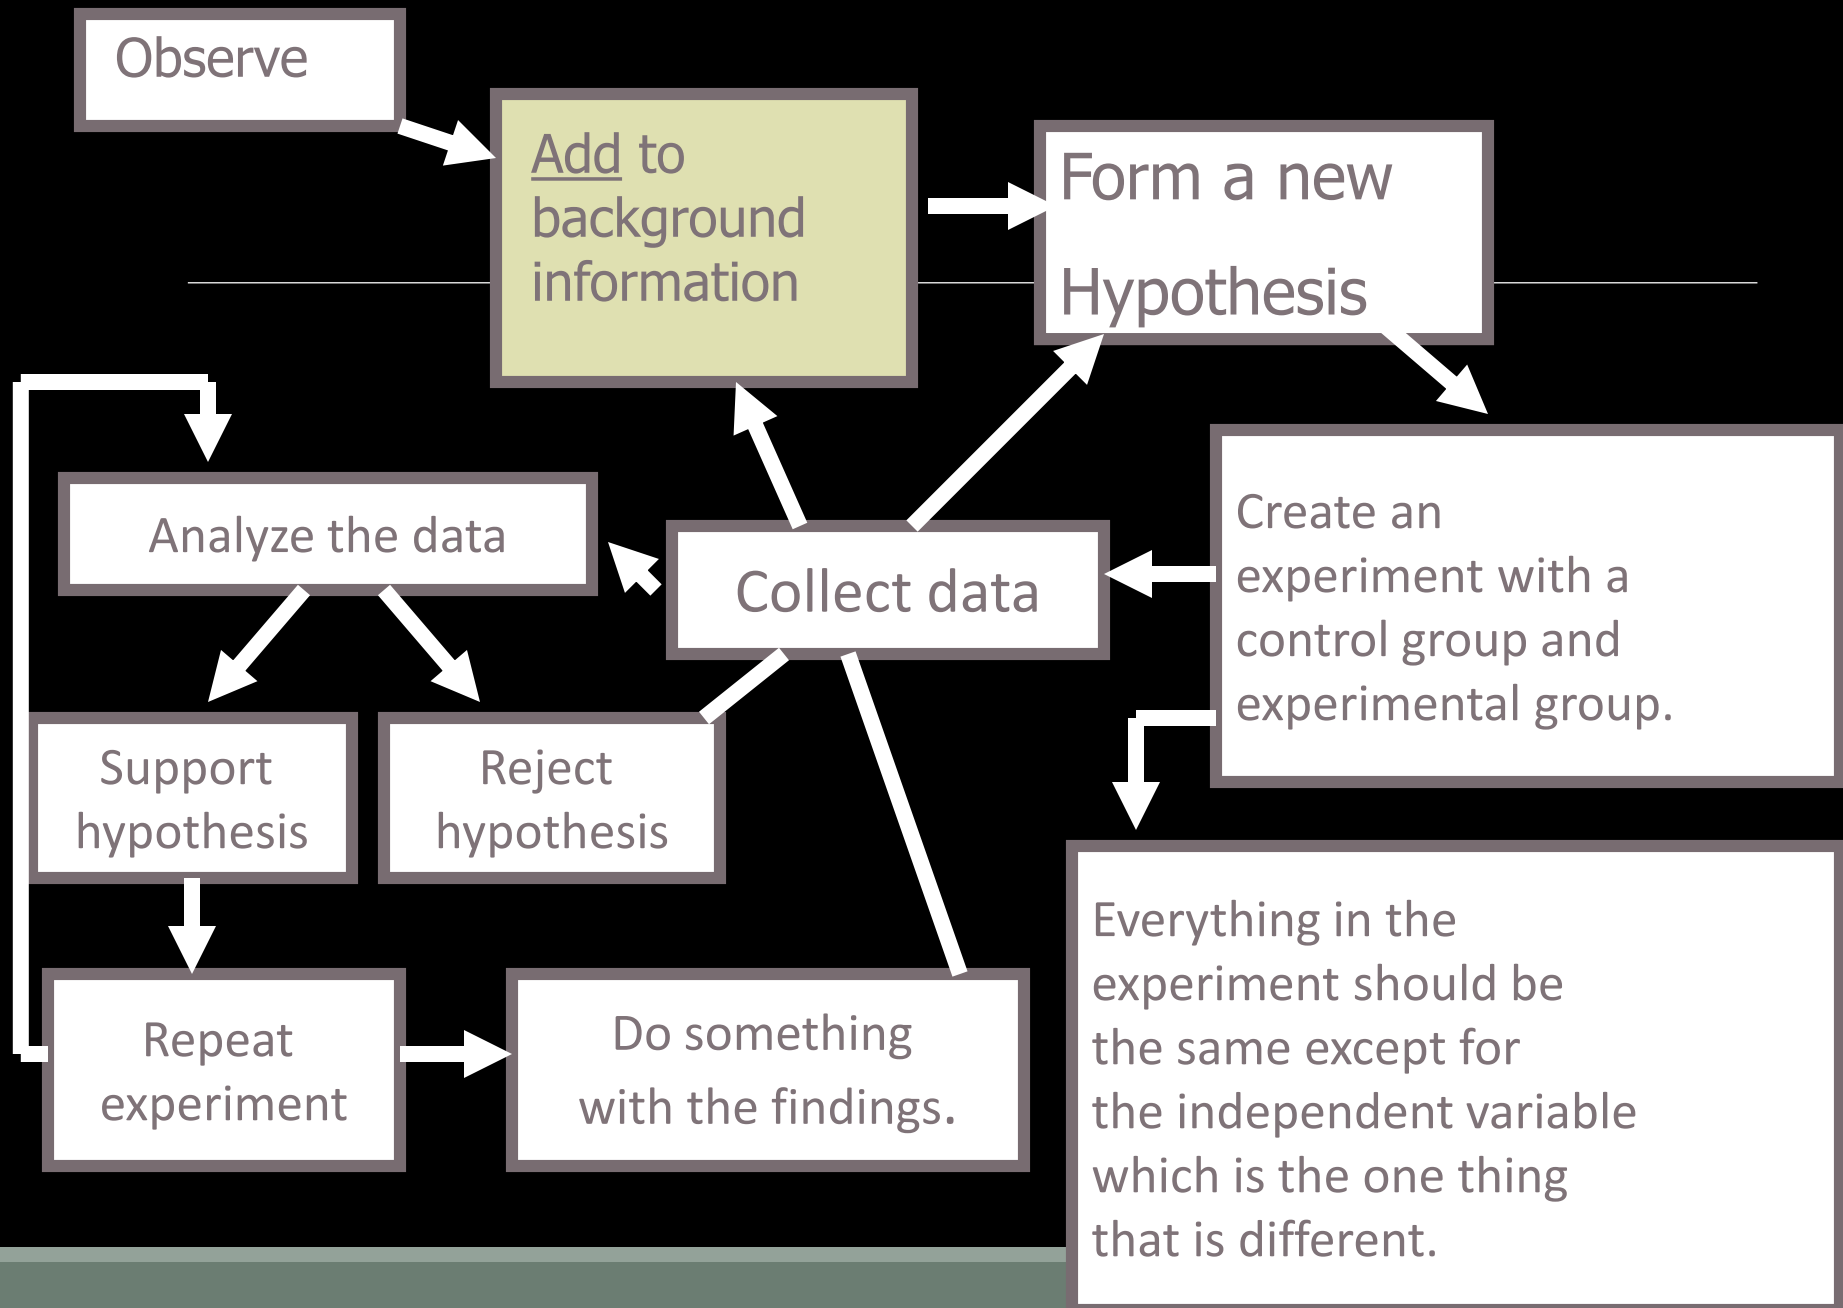 Observe
Add to
background
information
Form a new
Hypothesis
Create an
experiment with a
control group and
experimental group.
Collect data
Analyze the data
Support
hypothesis
Reject
hypothesis
Repeat
experiment
Do something
with the findings.
Everything in the
experiment should be
the same except for
the independent variable
which is the one thing
that is different.